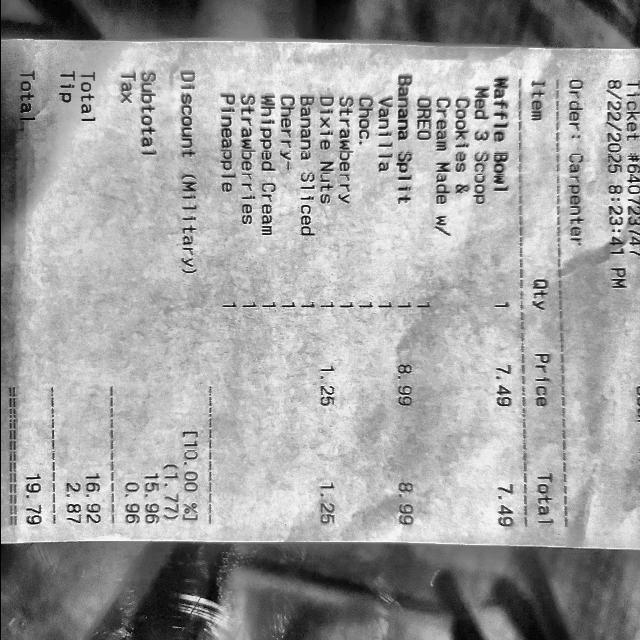 Ticket #64072374
8/22/2025 8:23:41 PM
Order: Carpenter
Item Qty Price Total
Waffle Bowl 1 7.49 7.49
Med 3 Scoop
Cookies &
Cream Made w/
OREO 1
Banana Split 1 8.99 8.99
Vanilla 1
Choc. 1
Strawberry 1
Dixie Nuts 1 1.25 1.25
Banana Sliced 1
Cherry- 1
Whipped Cream 1
Strawberries 1
Pineapple 1
Discount (Military) [10.00 %]
(1.77)
Subtotal 15.96
Tax 0.96
Total 16.92
Tip 2.87
Total 19.79